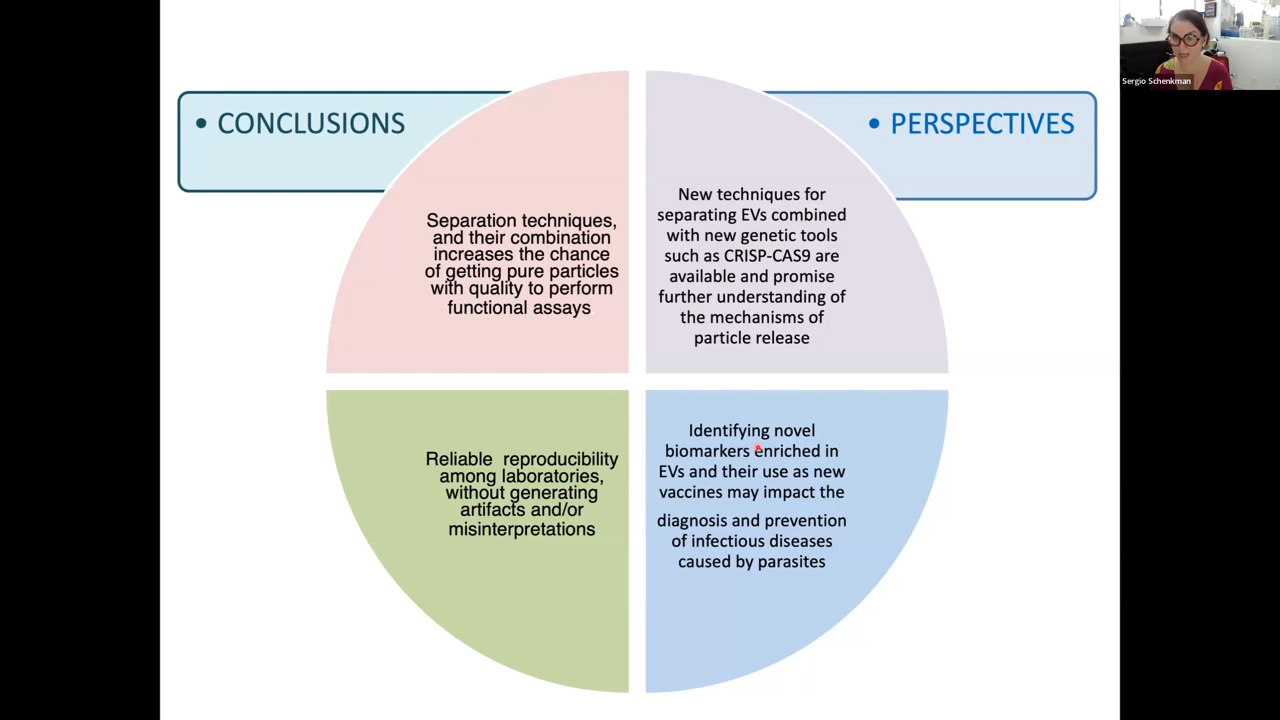 • CONCLUSIONS
Separation techniques,
and their combination
increases the chance
of getting pure particles
with quality to perform
functional assays
Reliable reproducibility
among laboratories,
without generating
artifacts and/or
misinterpretations
• PERSPECTIVES
New techniques for
separating EVs combined
with new genetic tools
such as CRISP-CAS9 are
available and promise
further understanding of
the mechanisms of
particle release
Identifying novel
biomarkers enriched in
EVs and their use as new
vaccines may impact the
diagnosis and prevention
of infectious diseases
caused by parasites
Sergio Schenkman